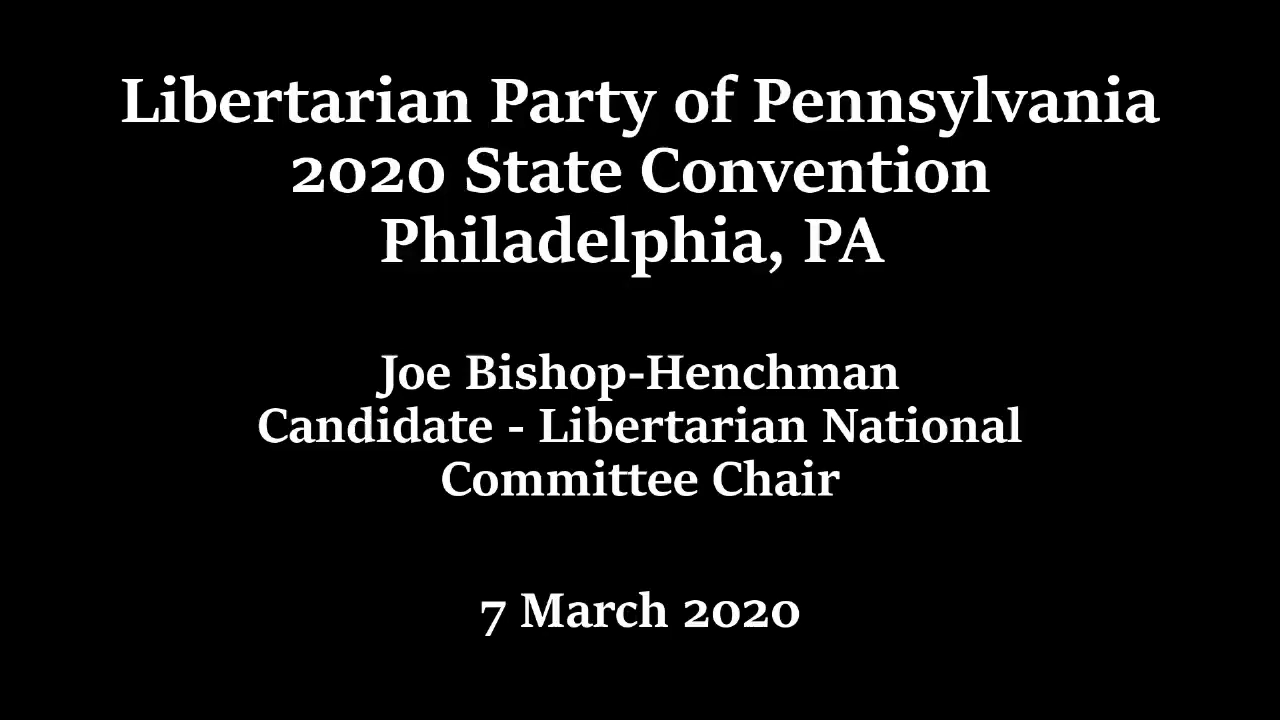 Libertarian Party of Pennsylvania
2020 State Convention
Philadelphia, PA
Joe Bishop-Henchman
Candidate - Libertarian National
Committee Chair
7 March 2020